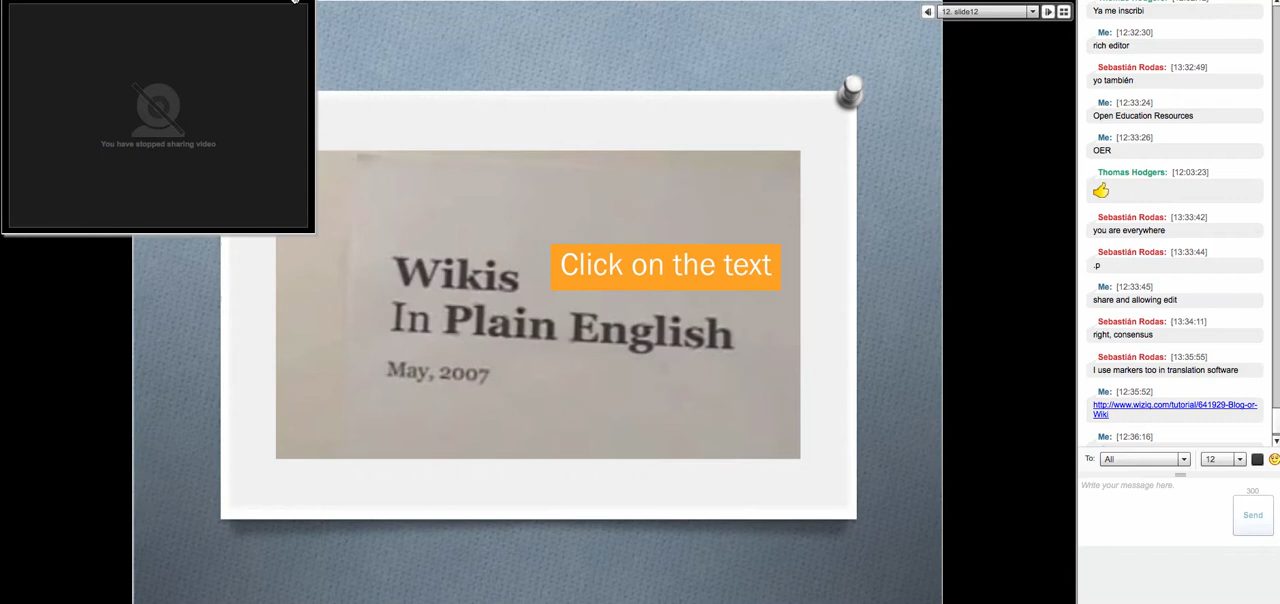 12. slide12
You have stopped sharing video
Click on the text
Wikis
In Plain English
May, 2007
Ya me inscribi
Me: [12:32:30]
rich editor
Sebastián Rodas: [13:32:49]
yo también
Me: [12:33:24]
Open Education Resources
Me: [12:33:26]
OER
Thomas Hodgers: [12:03:23]
Sebastián Rodas: [13:33:42]
you are everywhere
Sebastián Rodas: [13:33:44]
.p
Me: [12:33:45]
share and allowing edit
Sebastián Rodas: [13:34:11]
right, consensus
Sebastián Rodas: [13:35:55]
I use markers too in translation software
Me: [12:35:52]
http://www.wiziq.com/tutorial/641929-Blog-or-
Wiki
Me: [12:36:16]
To: All 12
Write your message here.
300
Send